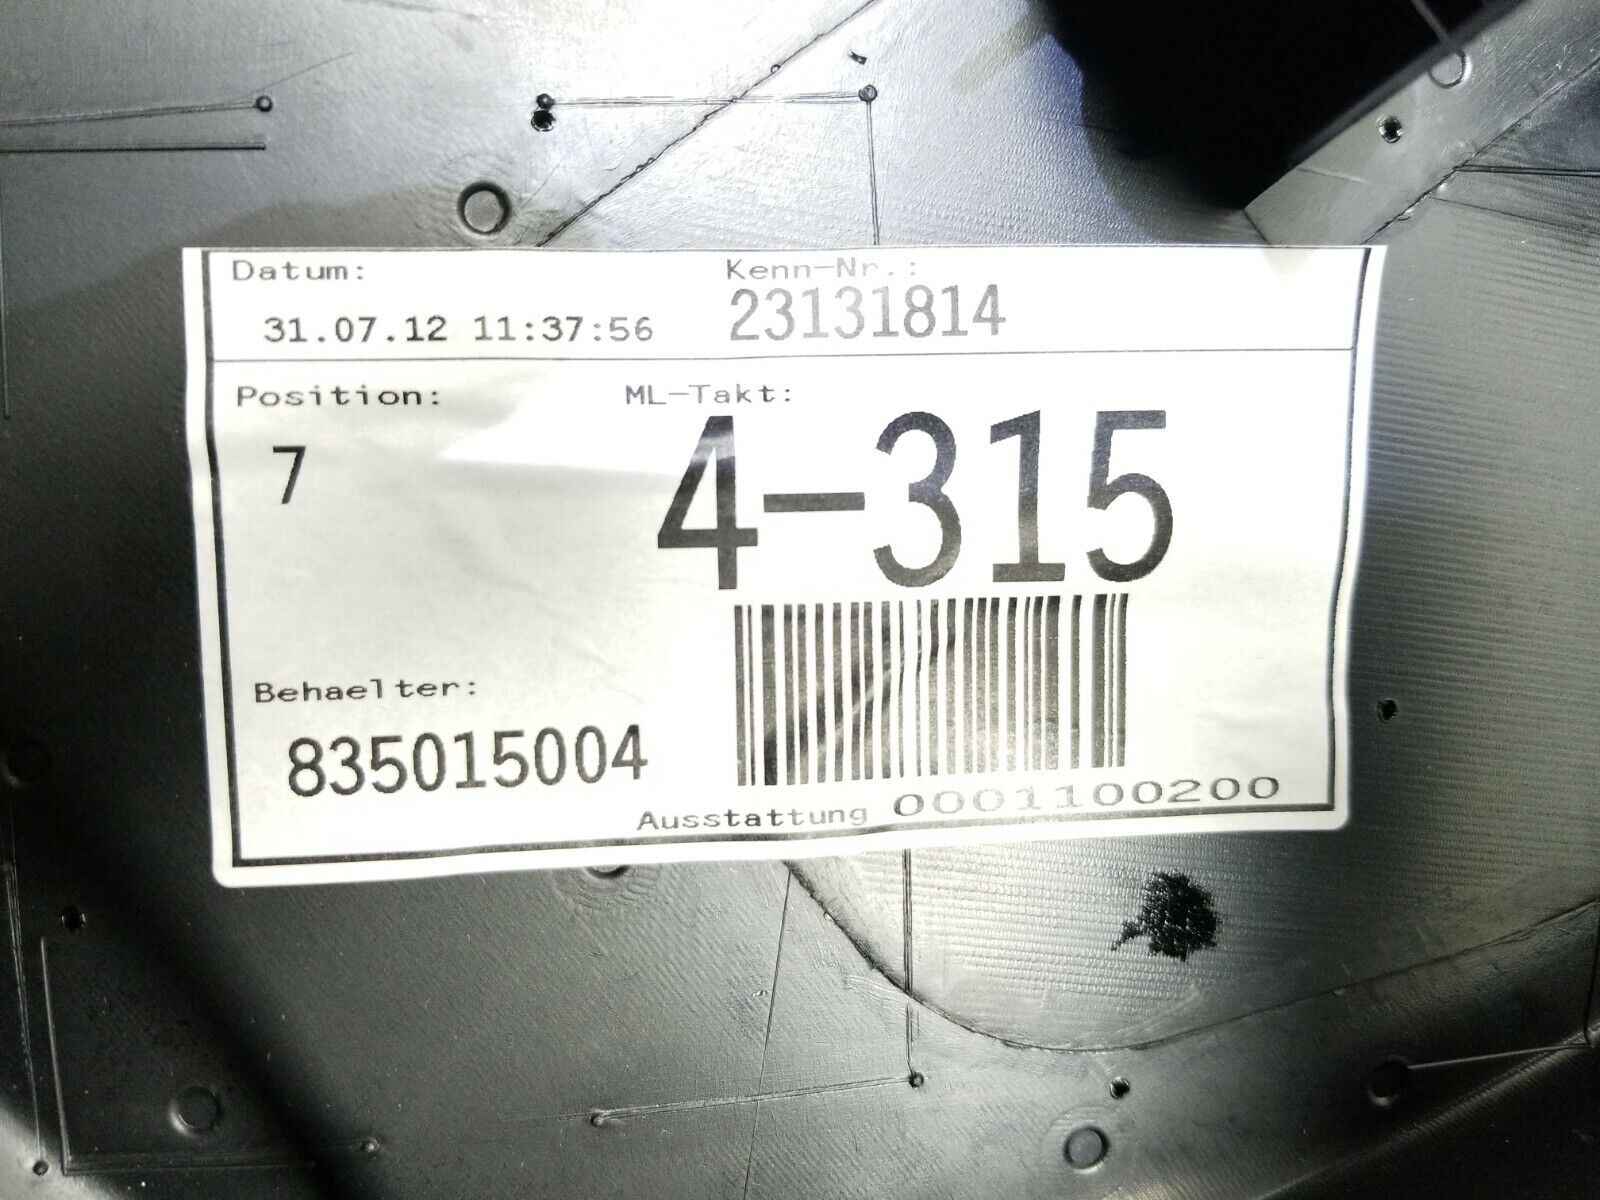 Datum: Kenn-Nr.:
31.07.12 11:37:56 23131814
Position: ML-Takt:
7 4-315
Behaelter:
835015004
Ausstattung 0001100200